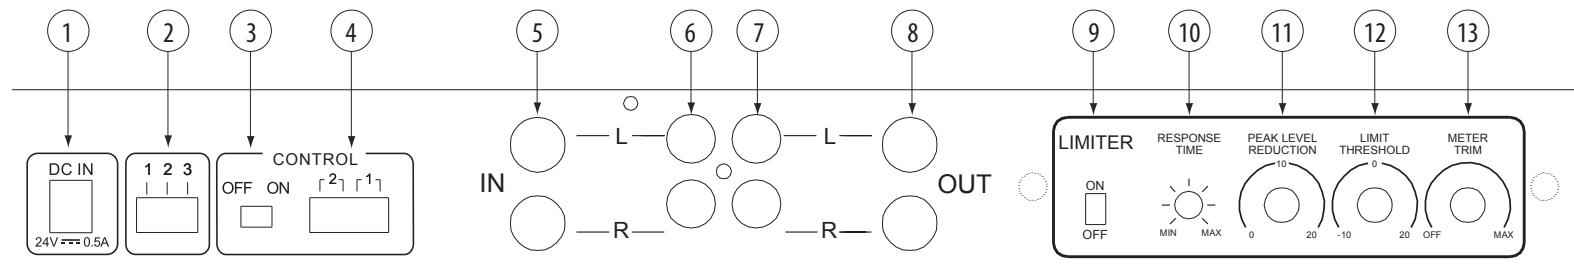 1 2 3 4 5 6 7 8 9 10 11 12 13
DC IN
24V 0.5A
1 2 3
CONTROL
OFF ON
2 1
IN
L
R
L
R
OUT
LIMITER
ON
OFF
RESPONSE
TIME
MIN MAX
PEAK LEVEL
REDUCTION
10
0 20
LIMIT
THRESHOLD
0
-10 20
METER
TRIM
OFF MAX